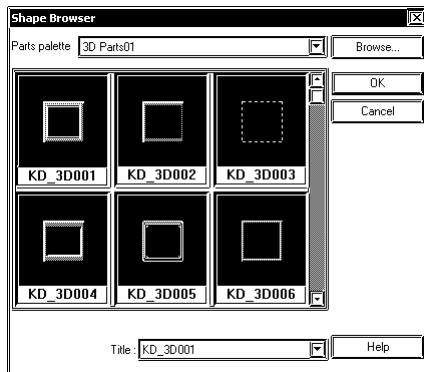 Shape Browser
Parts palette 3D Parts01 Browse...
OK
Cancel
KD_3D001 KD_3D002 KD_3D003
KD_3D004 KD_3D005 KD_3D006
Title : KD_3D001 Help